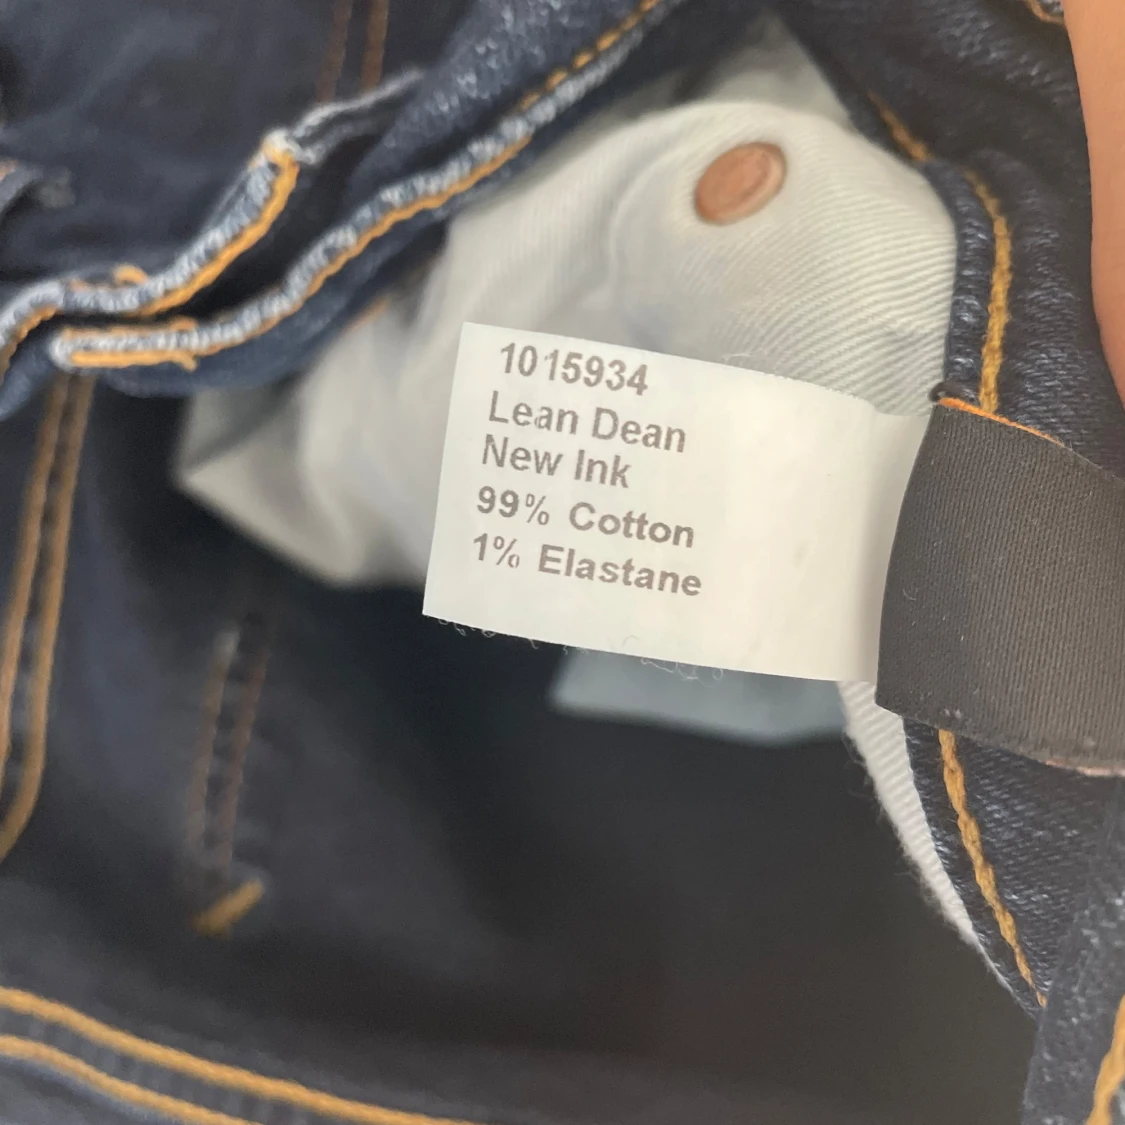 1015934
Lean Dean
New Ink
99% Cotton
1% Elastane